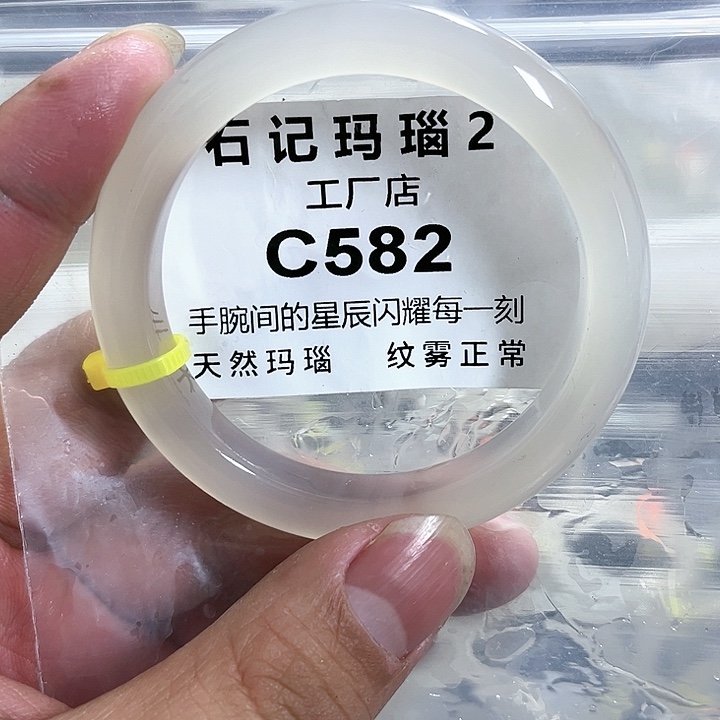 石记玛瑙2
工厂店
C582
手腕间的星辰闪耀每一刻
天然玛瑙 纹雾正常